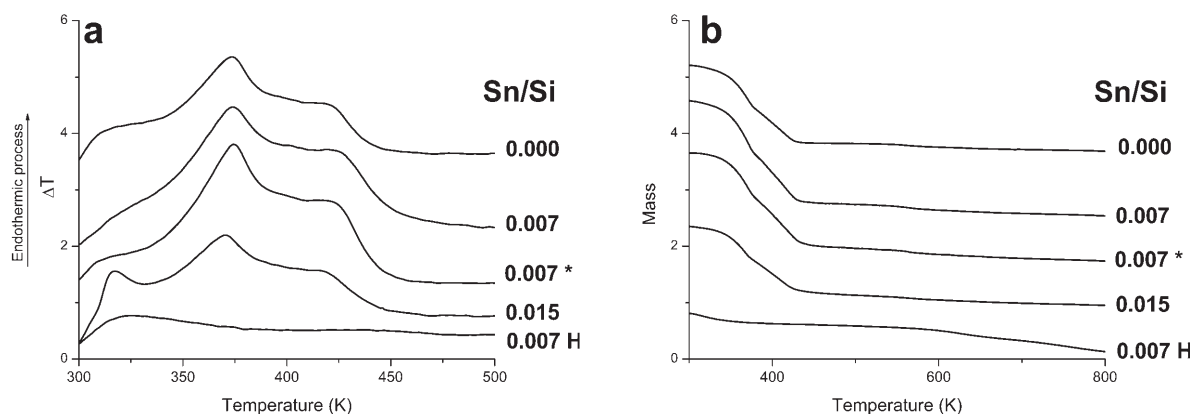 a
Sn/Si
0.000
0.007
0.007 *
0.015
0.007 H
Endothermic process
ΔT
6
4
2
0
300
350
400
450
500
Temperature (K)
b
Sn/Si
0.000
0.007
0.007 *
0.015
0.007 H
Mass
6
4
2
0
400
600
800
Temperature (K)